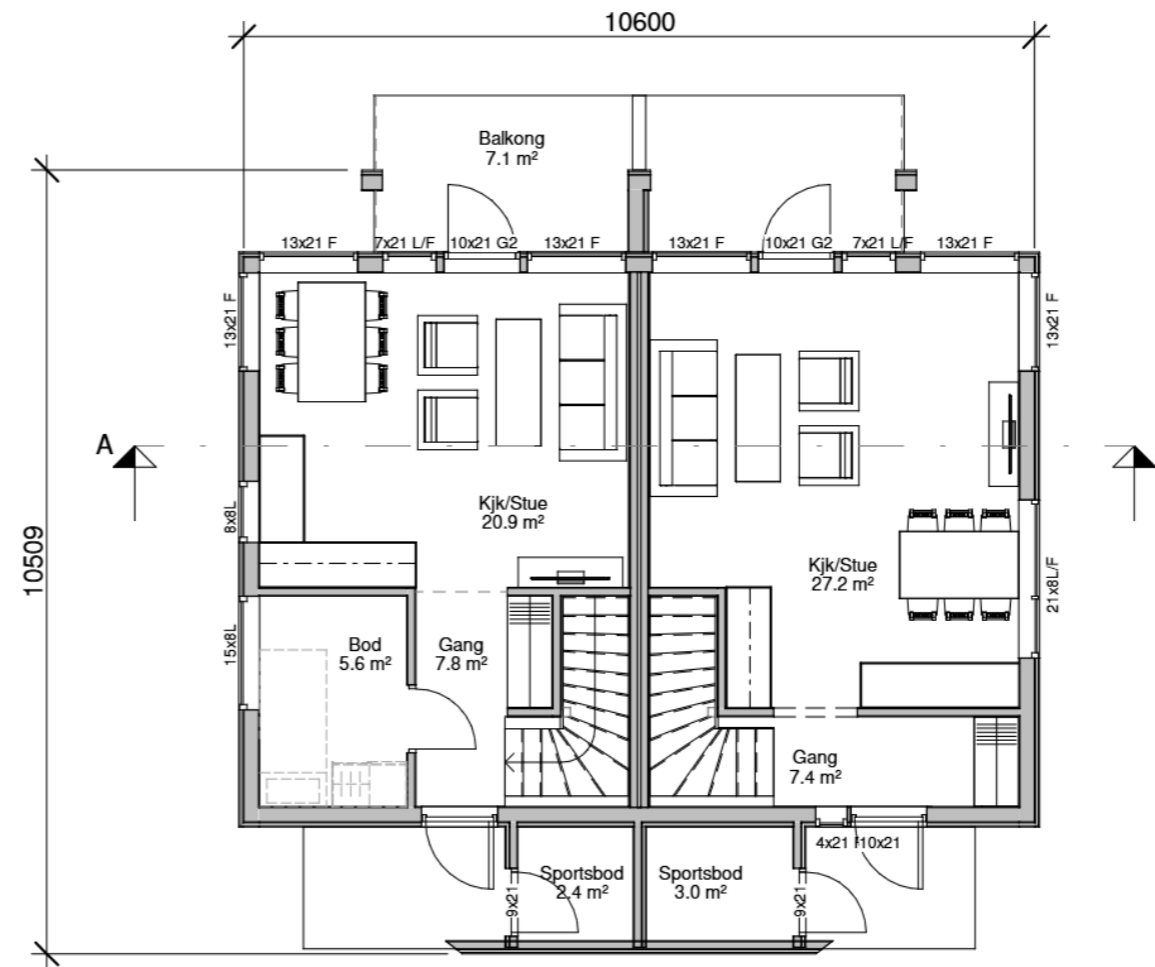 10600
Balkong
7.1 m²
13x21 F
7x21 L/F
10x21 G2
13x21 F
13x21 F
10x21 G2
7x21 L/F
13x21 F
13x21 F
13x21 F
A
10509
8x8L
Kjk/Stue
20.9 m²
Kjk/Stue
27.2 m²
21x8L/F
15x8L
Bod
5.6 m²
Gang
7.8 m²
Gang
7.4 m²
4x21 F
10x21
Sportsbod
2.4 m²
Sportsbod
3.0 m²
9x21
9x21